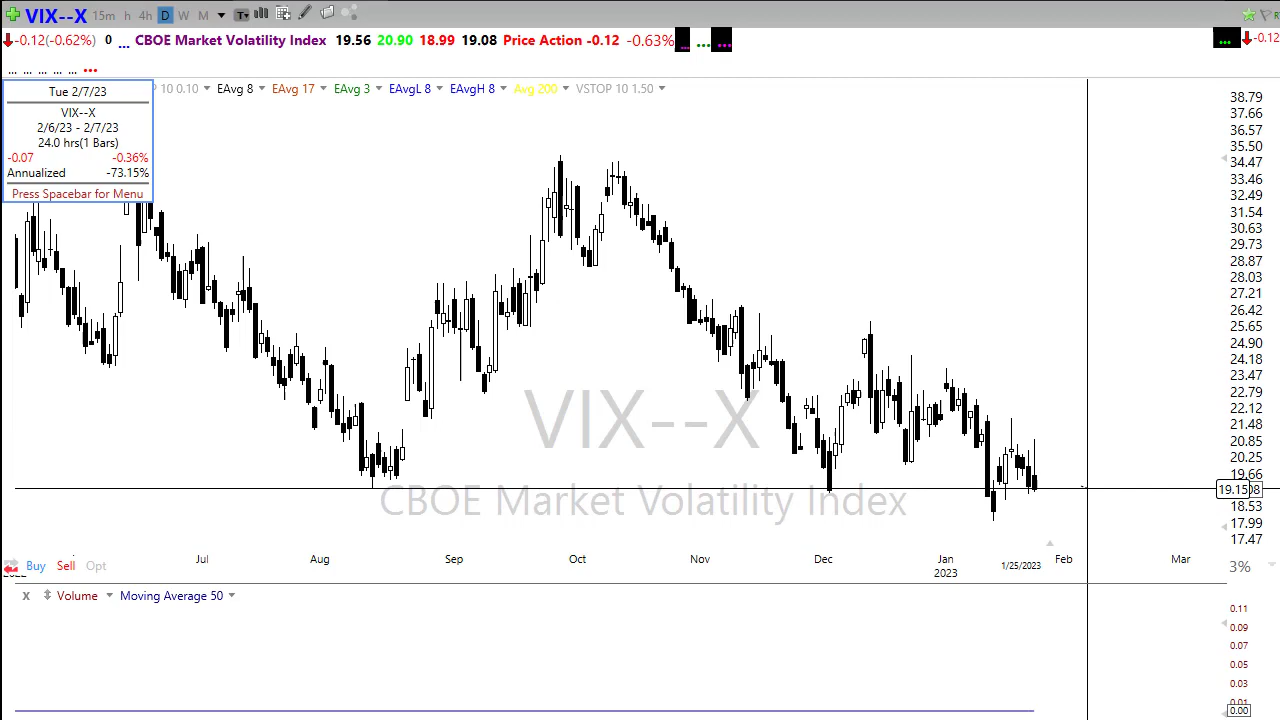 VIX--X 15m h 4h D W M T
-0.12(-0.62%) 0 ... CBOE Market Volatility Index 19.56 20.90 18.99 19.08 Price Action -0.12 -0.63% ... ... ... ... -0.12
... ... ... ... ... ...
Tue 2/7/23
VIX--X
2/6/23 - 2/7/23
24.0 hrs(1 Bars)
-0.07 -0.36%
Annualized -73.15%
Press Spacebar for Menu
10 0.10 EAvg 8 EAvg 17 EAvg 3 EAvgL 8 EAvgH 8 Avg 200 VSTOP 10 1.50
38.79
37.66
36.57
35.50
34.47
33.46
32.49
31.54
30.63
29.73
28.87
28.03
27.21
26.42
25.65
24.90
24.18
23.47
22.79
22.12
21.48
20.85
20.25
19.66
19.15
18.53
17.99
17.47
VIX--X
CBOE Market Volatility Index
Jul Aug Sep Oct Nov Dec Jan Feb Mar
2023 1/25/2023
Buy Sell Opt 3%
X Volume Moving Average 50
0.11
0.09
0.07
0.05
0.03
0.01
0.00